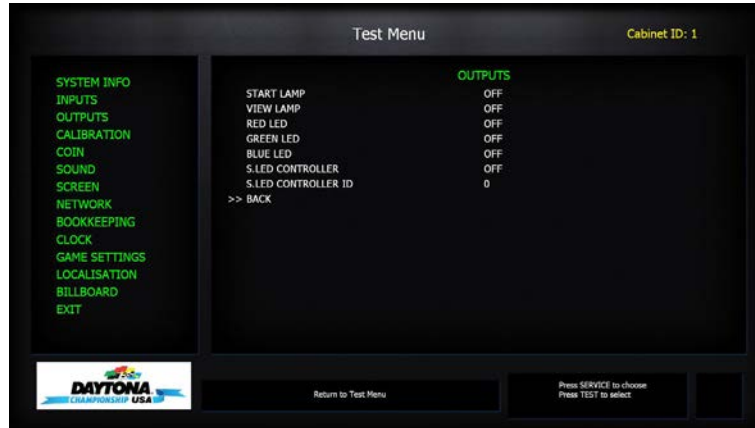 Test Menu
Cabinet ID: 1
SYSTEM INFO
INPUTS
OUTPUTS
CALIBRATION
COIN
SOUND
SCREEN
NETWORK
BOOKKEEPING
CLOCK
GAME SETTINGS
LOCALISATION
BILLBOARD
EXIT
OUTPUTS
START LAMP OFF
VIEW LAMP OFF
RED LED OFF
GREEN LED OFF
BLUE LED OFF
S.LED CONTROLLER OFF
S.LED CONTROLLER ID 0
>> BACK
DAYTONA
CHAMPIONSHIP USA
Return to Test Menu
Press SERVICE to choose
Press TEST to select